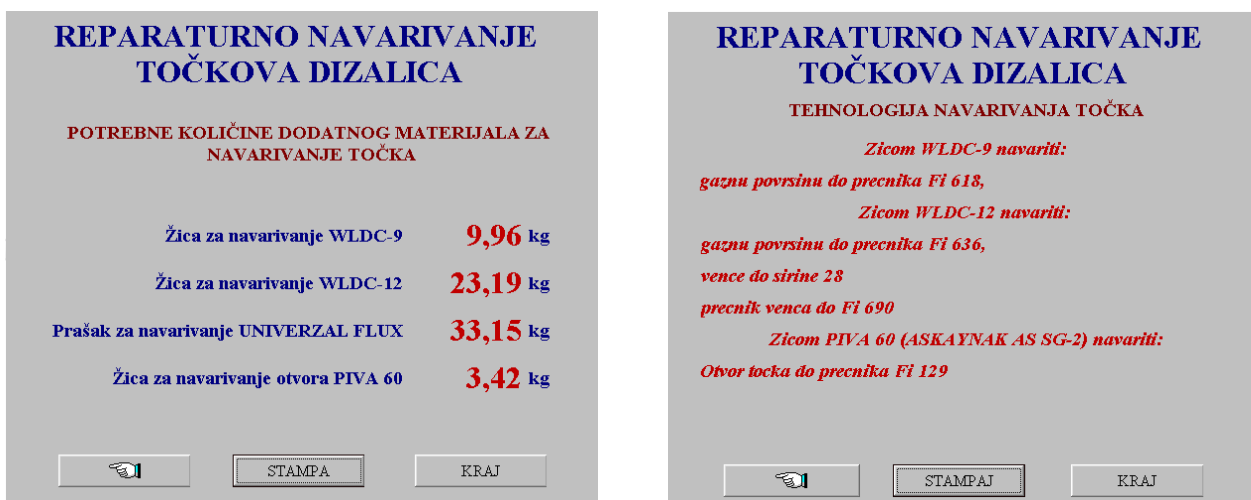 REPARATURNO NAVARIVANJE
TOČKOVA DIZALICA
POTREBNE KOLIČINE DODATNOG MATERIJALA ZA
NAVARIVANJE TOČKA
Žica za navarivanje WLDC-9 9,96 kg
Žica za navarivanje WLDC-12 23,19 kg
Prašak za navarivanje UNIVERZAL FLUX 33,15 kg
Žica za navarivanje otvora PIVA 60 3,42 kg
STAMPA KRAJ
REPARATURNO NAVARIVANJE
TOČKOVA DIZALICA
TEHNOLOGIJA NAVARIVANJA TOČKA
Zicom WLDC-9 navariti:
gaznu povrsinu do precnika Fi 618,
Zicom WLDC-12 navariti:
gaznu povrsinu do precnika Fi 636,
vence do sirine 28
precnik venca do Fi 690
Zicom PIVA 60 (ASKAYNAK AS SG-2) navariti:
Otvor tocka do precnika Fi 129
STAMPAJ KRAJ